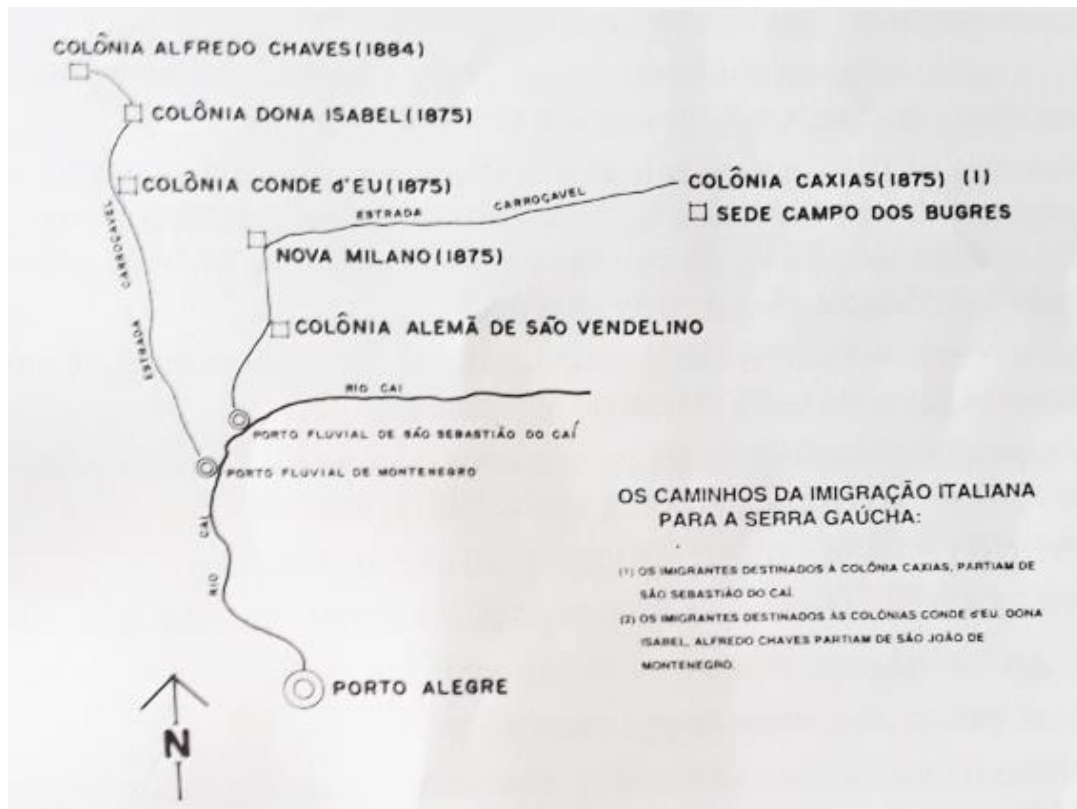 COLÔNIA ALFREDO CHAVES(1884)
COLÔNIA DONA ISABEL(1875)
COLÔNIA CONDE d'EU(1875)
ESTRADA CARROÇAVEL
COLÔNIA CAXIAS(1875) (1)
SEDE CAMPO DOS BUGRES
ESTRADA CARROÇAVEL
NOVA MILANO(1875)
COLÔNIA ALEMÃ DE SÃO VENDELINO
RIO CAI
PORTO FLUVIAL DE SÃO SEBASTIÃO DO CAÍ
PORTO FLUVIAL DE MONTENEGRO
RIO CAÍ
PORTO ALEGRE
N
OS CAMINHOS DA IMIGRAÇÃO ITALIANA
PARA A SERRA GAÚCHA:
(1) OS IMIGRANTES DESTINADOS À COLÔNIA CAXIAS, PARTIAM DE
SÃO SEBASTIÃO DO CAÍ.
(2) OS IMIGRANTES DESTINADOS ÀS COLÔNIAS CONDE d'EU, DONA
ISABEL, ALFREDO CHAVES PARTIAM DE SÃO JOÃO DE
MONTENEGRO.